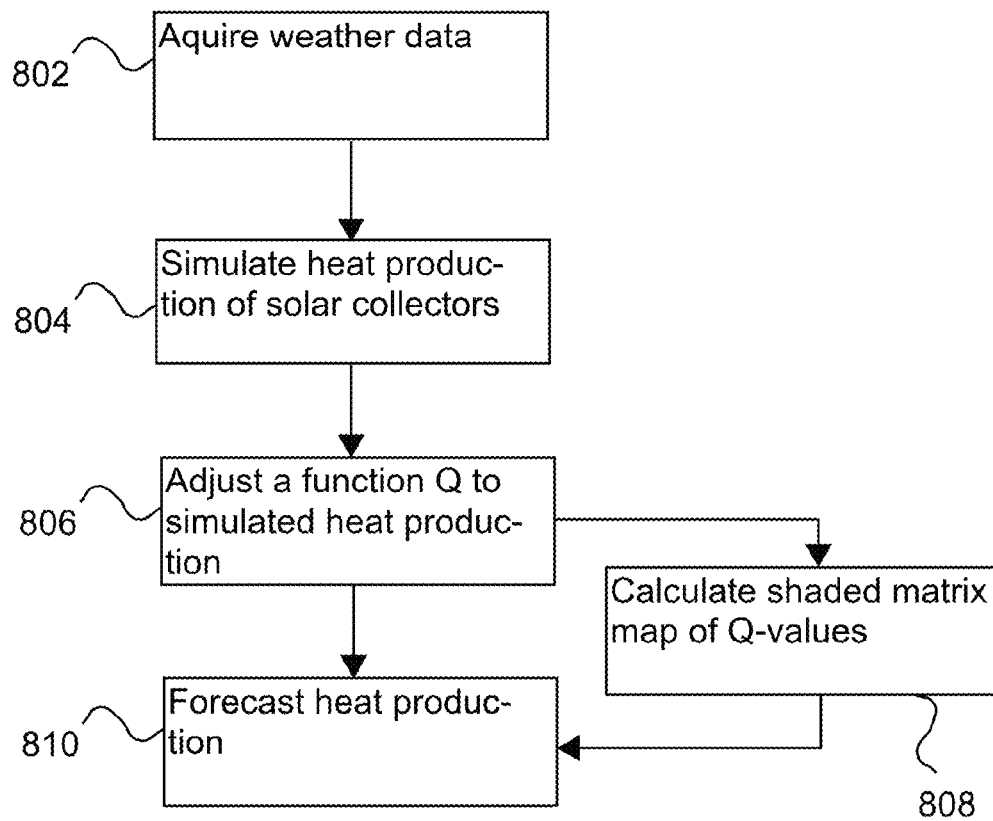 Aquire weather data
802
Simulate heat produc-
tion of solar collectors
804
Adjust a function Q to
simulated heat produc-
tion
806
Calculate shaded matrix
map of Q-values
808
Forecast heat produc-
tion
810